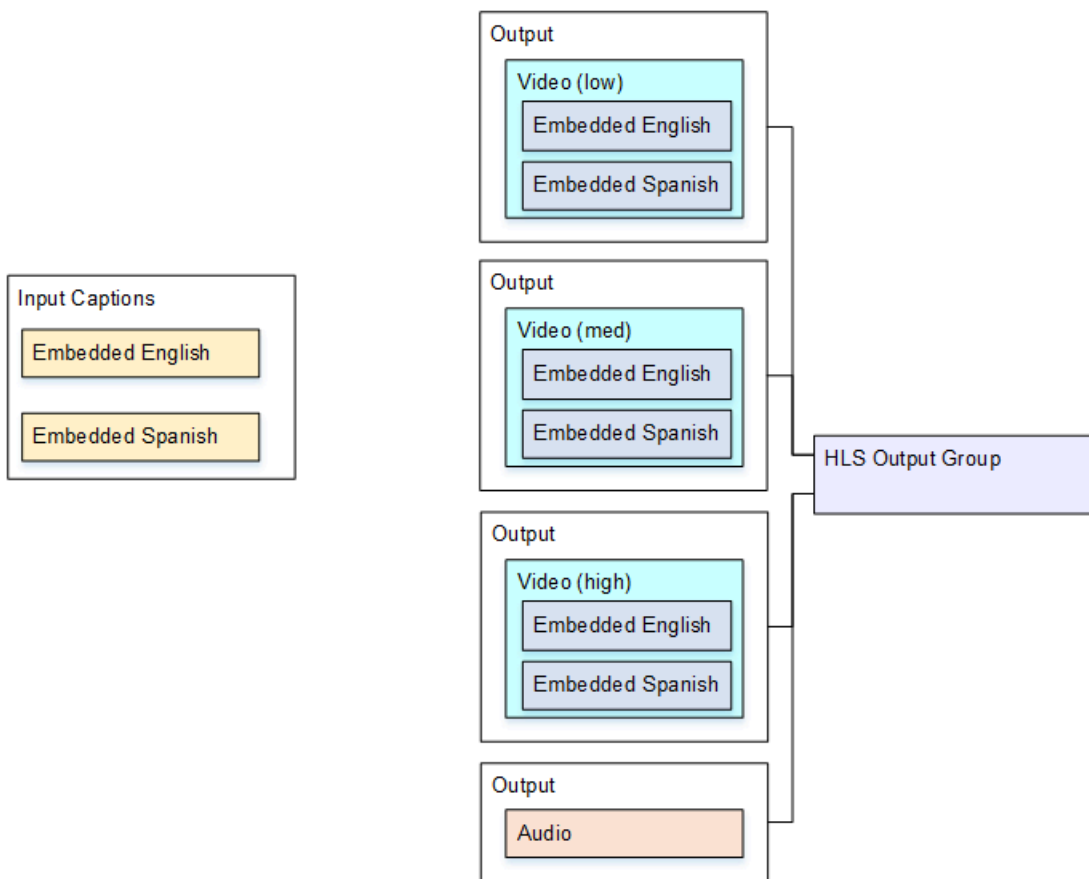 Input Captions
Embedded English
Embedded Spanish
Output
Video (low)
Embedded English
Embedded Spanish
Output
Video (med)
Embedded English
Embedded Spanish
Output
Video (high)
Embedded English
Embedded Spanish
Output
Audio
HLS Output Group